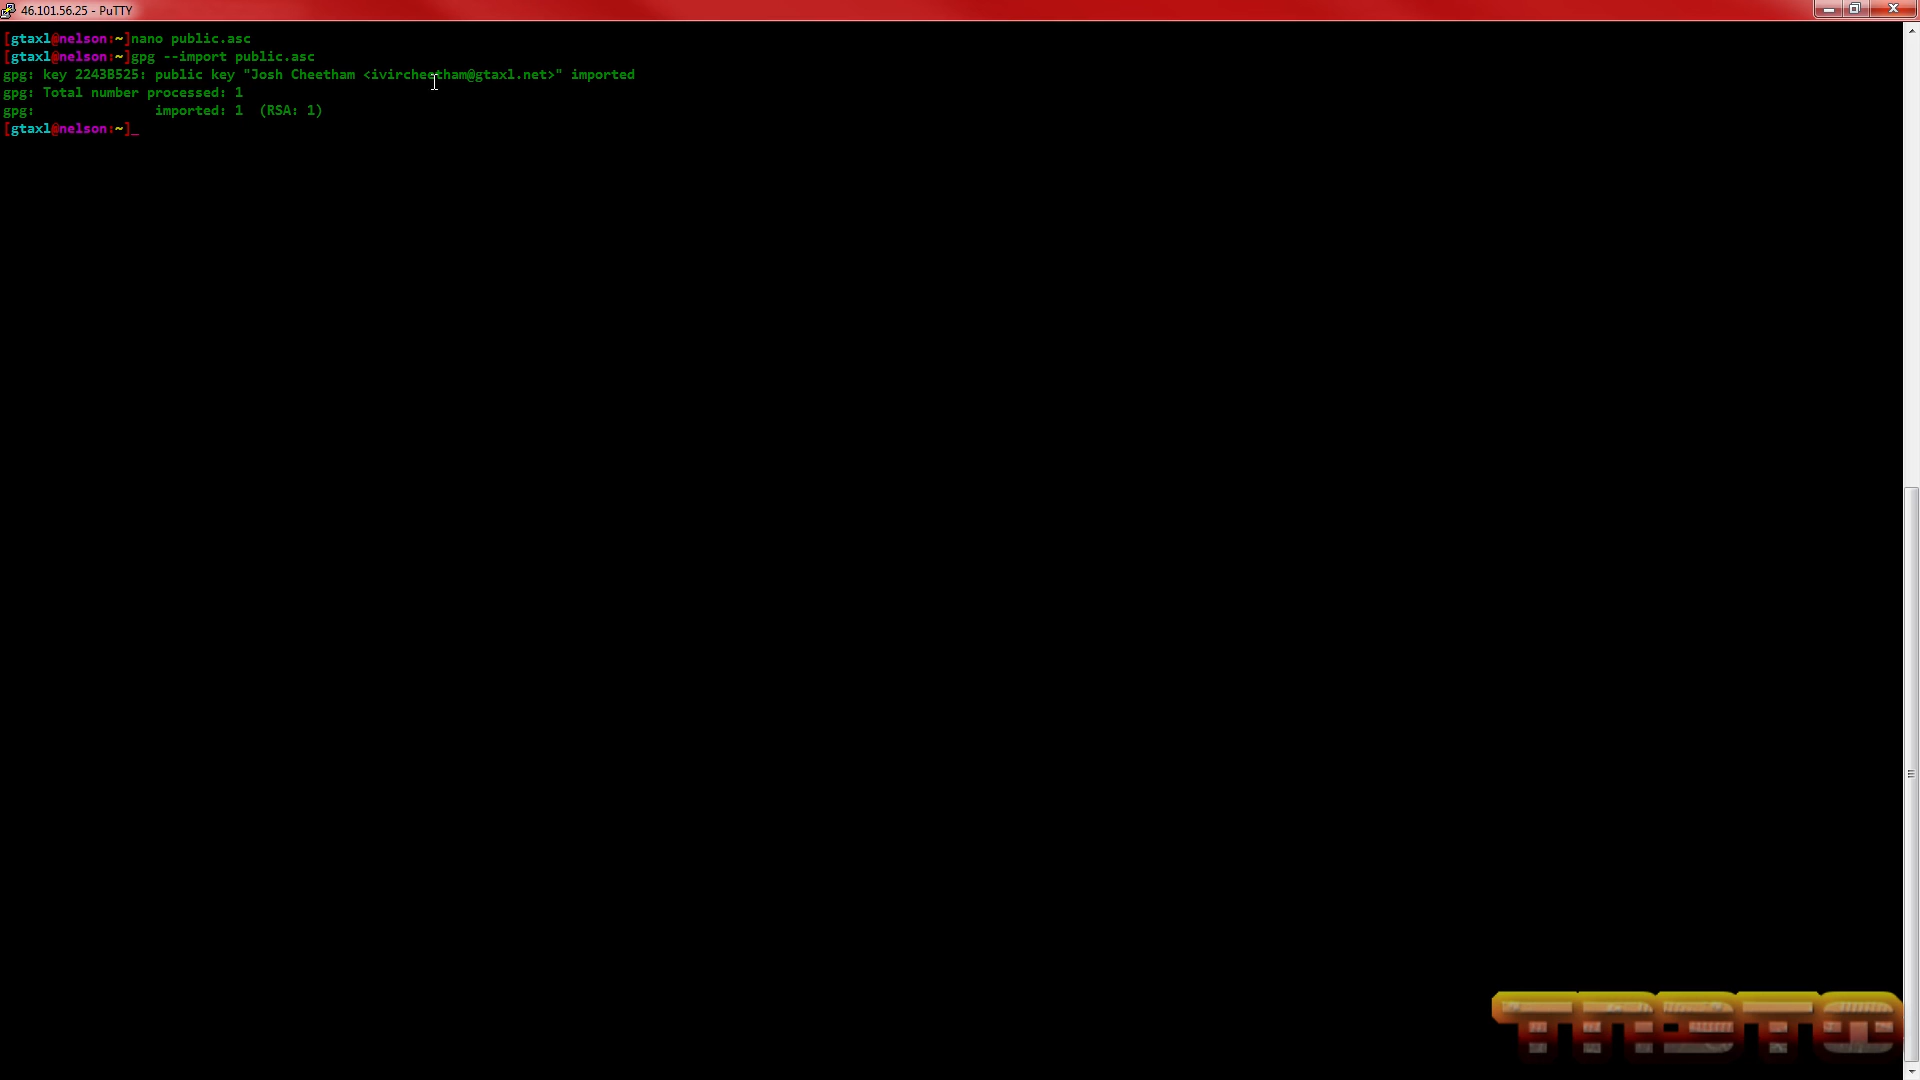 46.101.56.25 - PuTTY
[gtaxl@nelson:~]nano public.asc
[gtaxl@nelson:~]gpg --import public.asc
gpg: key 2243B525: public key "Josh Cheetham <ivircheetham@gtaxl.net>" imported
gpg: Total number processed: 1
gpg:               imported: 1  (RSA: 1)
[gtaxl@nelson:~]_